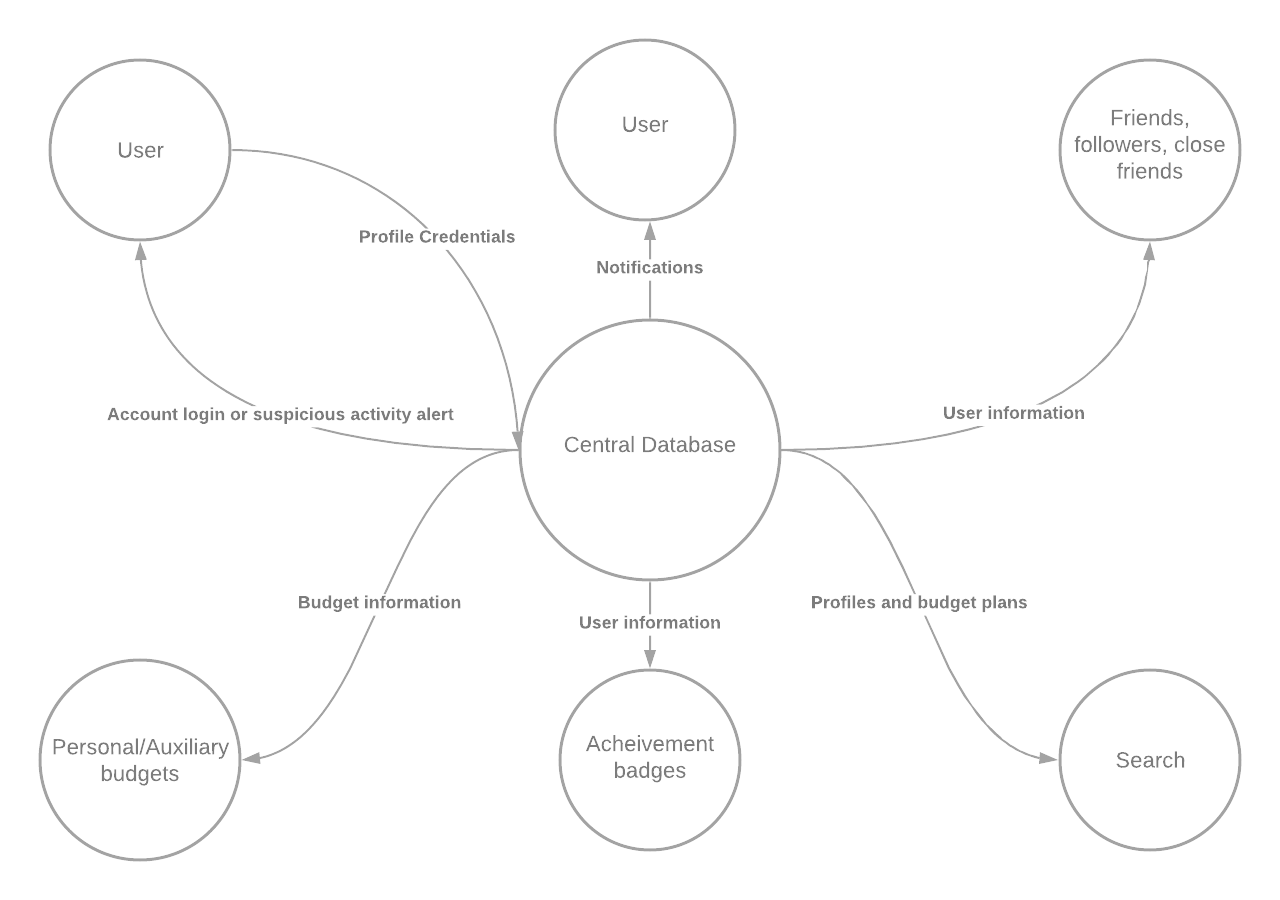 User
User
Friends,
followers, close
friends
Profile Credentials
Notifications
Account login or suspicious activity alert
User information
Central Database
Budget information
User information
Profiles and budget plans
Personal/Auxiliary
budgets
Acheivement
badges
Search